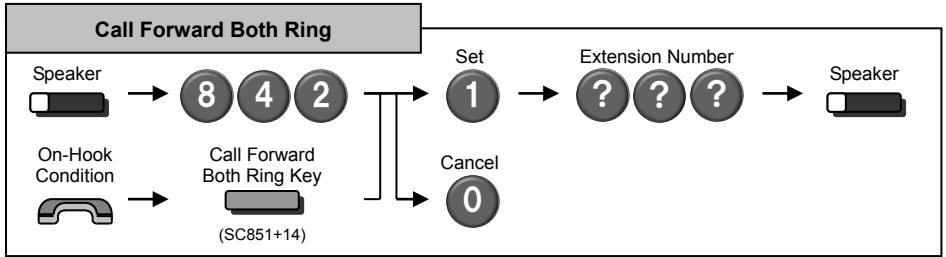 Call Forward Both Ring
Speaker
8 4 2
Set
1
Extension Number
? ? ?
Speaker
On-Hook
Condition
Call Forward
Both Ring Key
(SC851+14)
Cancel
0